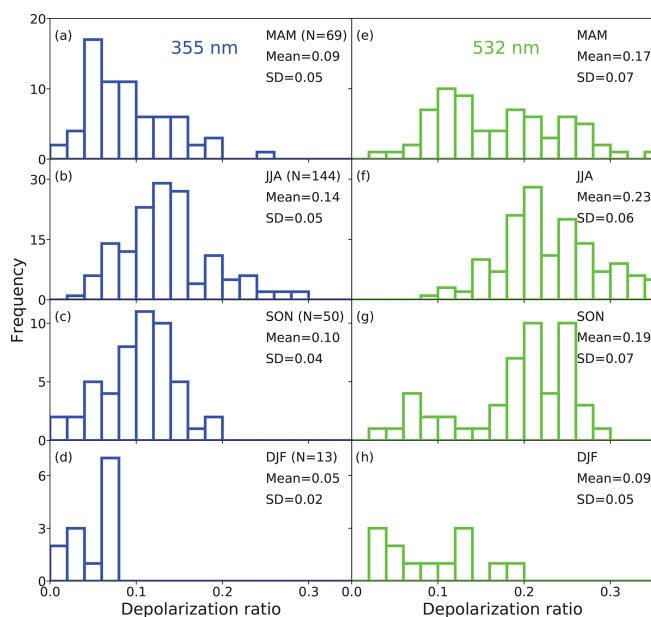 20
(a)
355 nm
MAM (N=69)
Mean=0.09
SD=0.05
(e)
532 nm
MAM
Mean=0.17
SD=0.07
10
0
(b)
JJA (N=144)
Mean=0.14
SD=0.05
(f)
JJA
Mean=0.23
SD=0.06
30
15
0
Frequency
(c)
SON (N=50)
Mean=0.10
SD=0.04
(g)
SON
Mean=0.19
SD=0.07
10
5
0
(d)
DJF (N=13)
Mean=0.05
SD=0.02
(h)
DJF
Mean=0.09
SD=0.05
6
3
0
0.0 0.1 0.2 0.3 0.1 0.2 0.3
Depolarization ratio Depolarization ratio